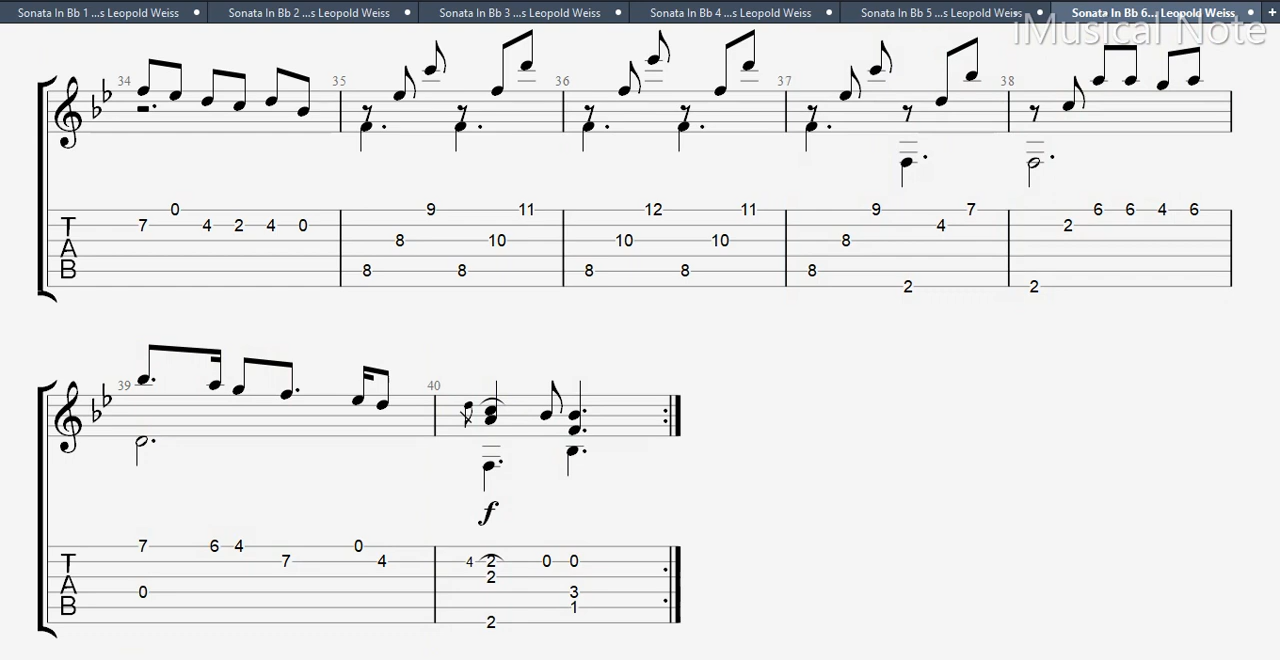 Sonata In Bb 1 ...s Leopold Weiss Sonata In Bb 2 ...s Leopold Weiss Sonata In Bb 3 ...s Leopold Weiss Sonata In Bb 4 ...s Leopold Weiss Sonata In Bb 5 ...s Leopold Weiss Sonata In Bb 6... Leopold Weiss +
iMusical Note
34 35 36 37 38
0 9 11 12 11 9 7 6 6 4 6
T 7 4 2 4 0 4 2
A 8 10 10 10 8
B 8 8 8 8 8
2 2
39 40
f
7 6 4 0
T 7 4 4 2 0 0
2
A 0 3
B 1
2